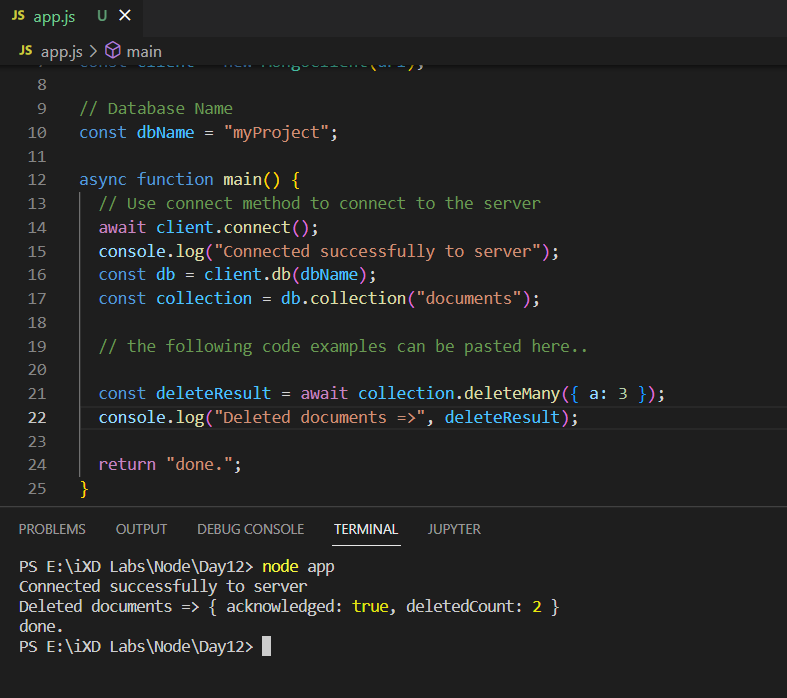 JS app.js U
JS app.js > main
7 const client = new MongoClient(url);
8
9 // Database Name
10 const dbName = "myProject";
11
12 async function main() {
13 // Use connect method to connect to the server
14 await client.connect();
15 console.log("Connected successfully to server");
16 const db = client.db(dbName);
17 const collection = db.collection("documents");
18
19 // the following code examples can be pasted here..
20
21 const deleteResult = await collection.deleteMany({ a: 3 });
22 console.log("Deleted documents =>", deleteResult);
23
24 return "done.";
25 }
PROBLEMS OUTPUT DEBUG CONSOLE TERMINAL JUPYTER
PS E:\iXD Labs\Node\Day12> node app
Connected successfully to server
Deleted documents => { acknowledged: true, deletedCount: 2 }
done.
PS E:\iXD Labs\Node\Day12>